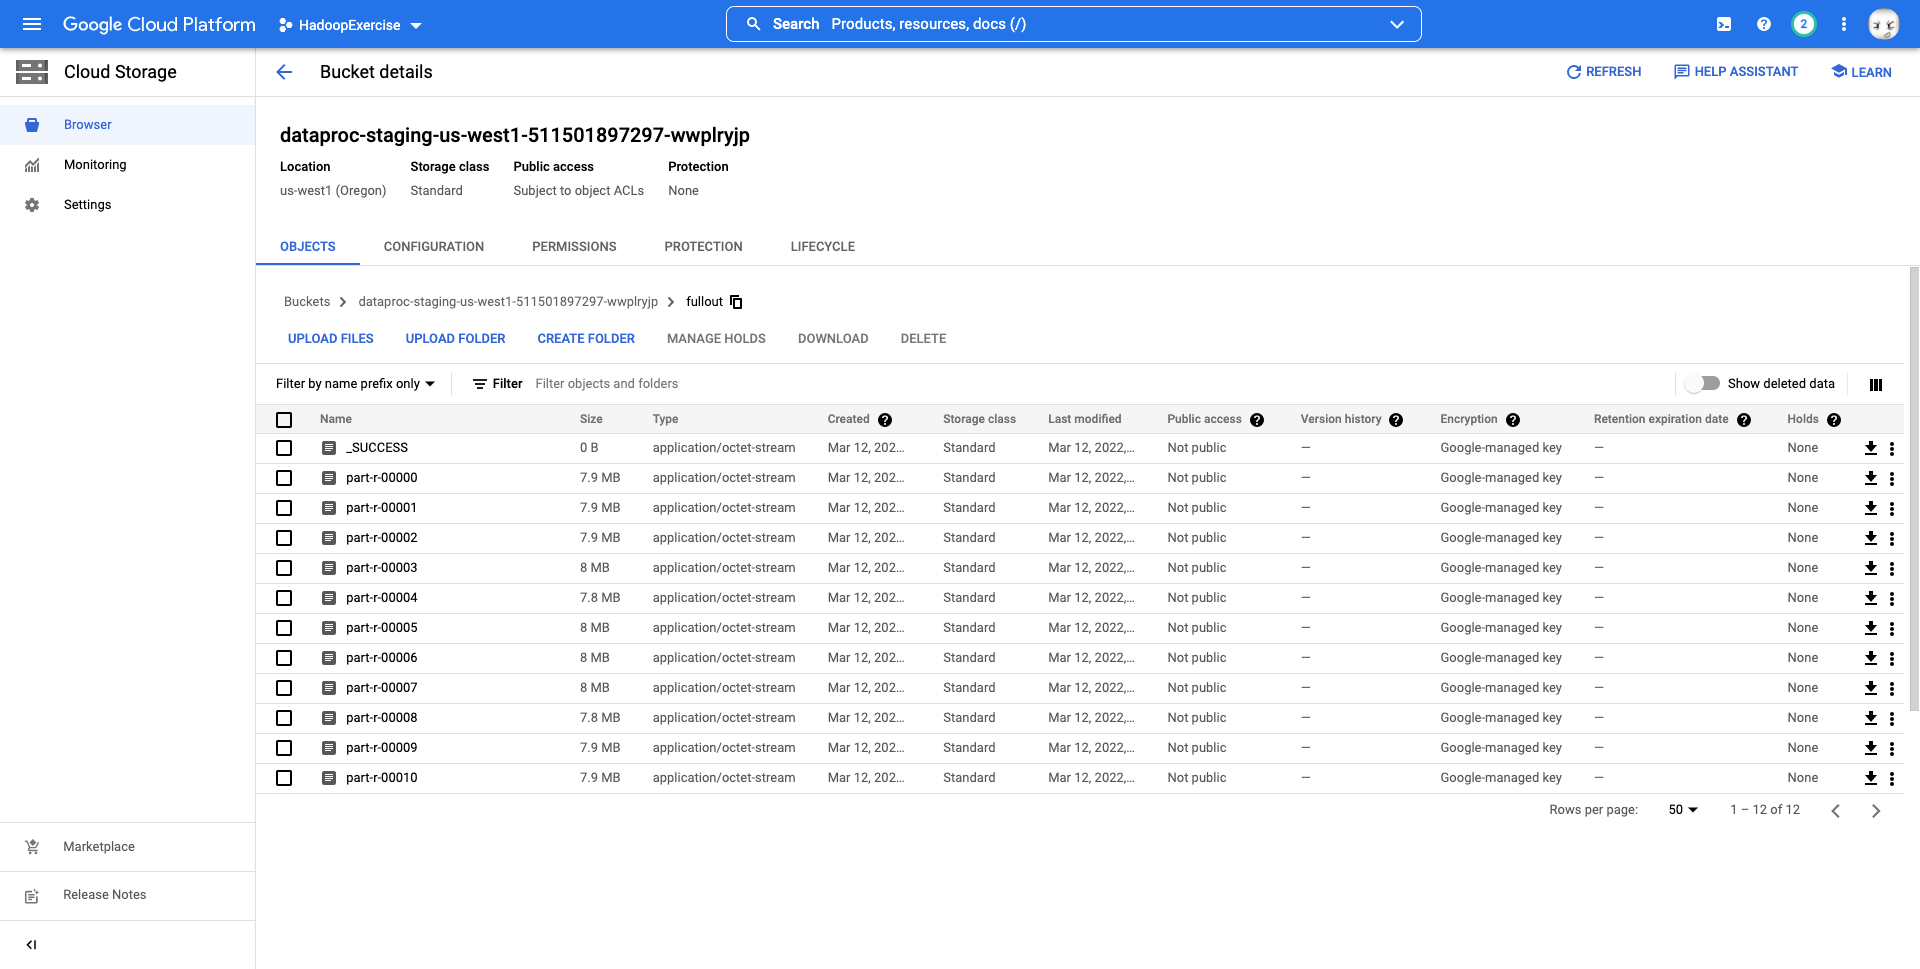 Google Cloud Platform HadoopExercise Search Products, resources, docs (/) 2
Cloud Storage
Bucket details
REFRESH HELP ASSISTANT LEARN
Browser
Monitoring
Settings
dataproc-staging-us-west1-511501897297-wwplryjp
Location Storage class Public access Protection
us-west1 (Oregon) Standard Subject to object ACLs None
OBJECTS CONFIGURATION PERMISSIONS PROTECTION LIFECYCLE
Buckets dataproc-staging-us-west1-511501897297-wwplryjp fullout
UPLOAD FILES UPLOAD FOLDER CREATE FOLDER MANAGE HOLDS DOWNLOAD DELETE
Filter by name prefix only Filter Filter objects and folders Show deleted data
Name Size Type Created Storage class Last modified Public access Version history Encryption Retention expiration date Holds
_SUCCESS 0 B application/octet-stream Mar 12, 202... Standard Mar 12, 2022,... Not public — Google-managed key — None
part-r-00000 7.9 MB application/octet-stream Mar 12, 202... Standard Mar 12, 2022,... Not public — Google-managed key — None
part-r-00001 7.9 MB application/octet-stream Mar 12, 202... Standard Mar 12, 2022,... Not public — Google-managed key — None
part-r-00002 7.9 MB application/octet-stream Mar 12, 202... Standard Mar 12, 2022,... Not public — Google-managed key — None
part-r-00003 8 MB application/octet-stream Mar 12, 202... Standard Mar 12, 2022,... Not public — Google-managed key — None
part-r-00004 7.8 MB application/octet-stream Mar 12, 202... Standard Mar 12, 2022,... Not public — Google-managed key — None
part-r-00005 8 MB application/octet-stream Mar 12, 202... Standard Mar 12, 2022,... Not public — Google-managed key — None
part-r-00006 8 MB application/octet-stream Mar 12, 202... Standard Mar 12, 2022,... Not public — Google-managed key — None
part-r-00007 8 MB application/octet-stream Mar 12, 202... Standard Mar 12, 2022,... Not public — Google-managed key — None
part-r-00008 7.8 MB application/octet-stream Mar 12, 202... Standard Mar 12, 2022,... Not public — Google-managed key — None
part-r-00009 7.9 MB application/octet-stream Mar 12, 202... Standard Mar 12, 2022,... Not public — Google-managed key — None
part-r-00010 7.9 MB application/octet-stream Mar 12, 202... Standard Mar 12, 2022,... Not public — Google-managed key — None
Rows per page: 50 1 – 12 of 12
Marketplace
Release Notes